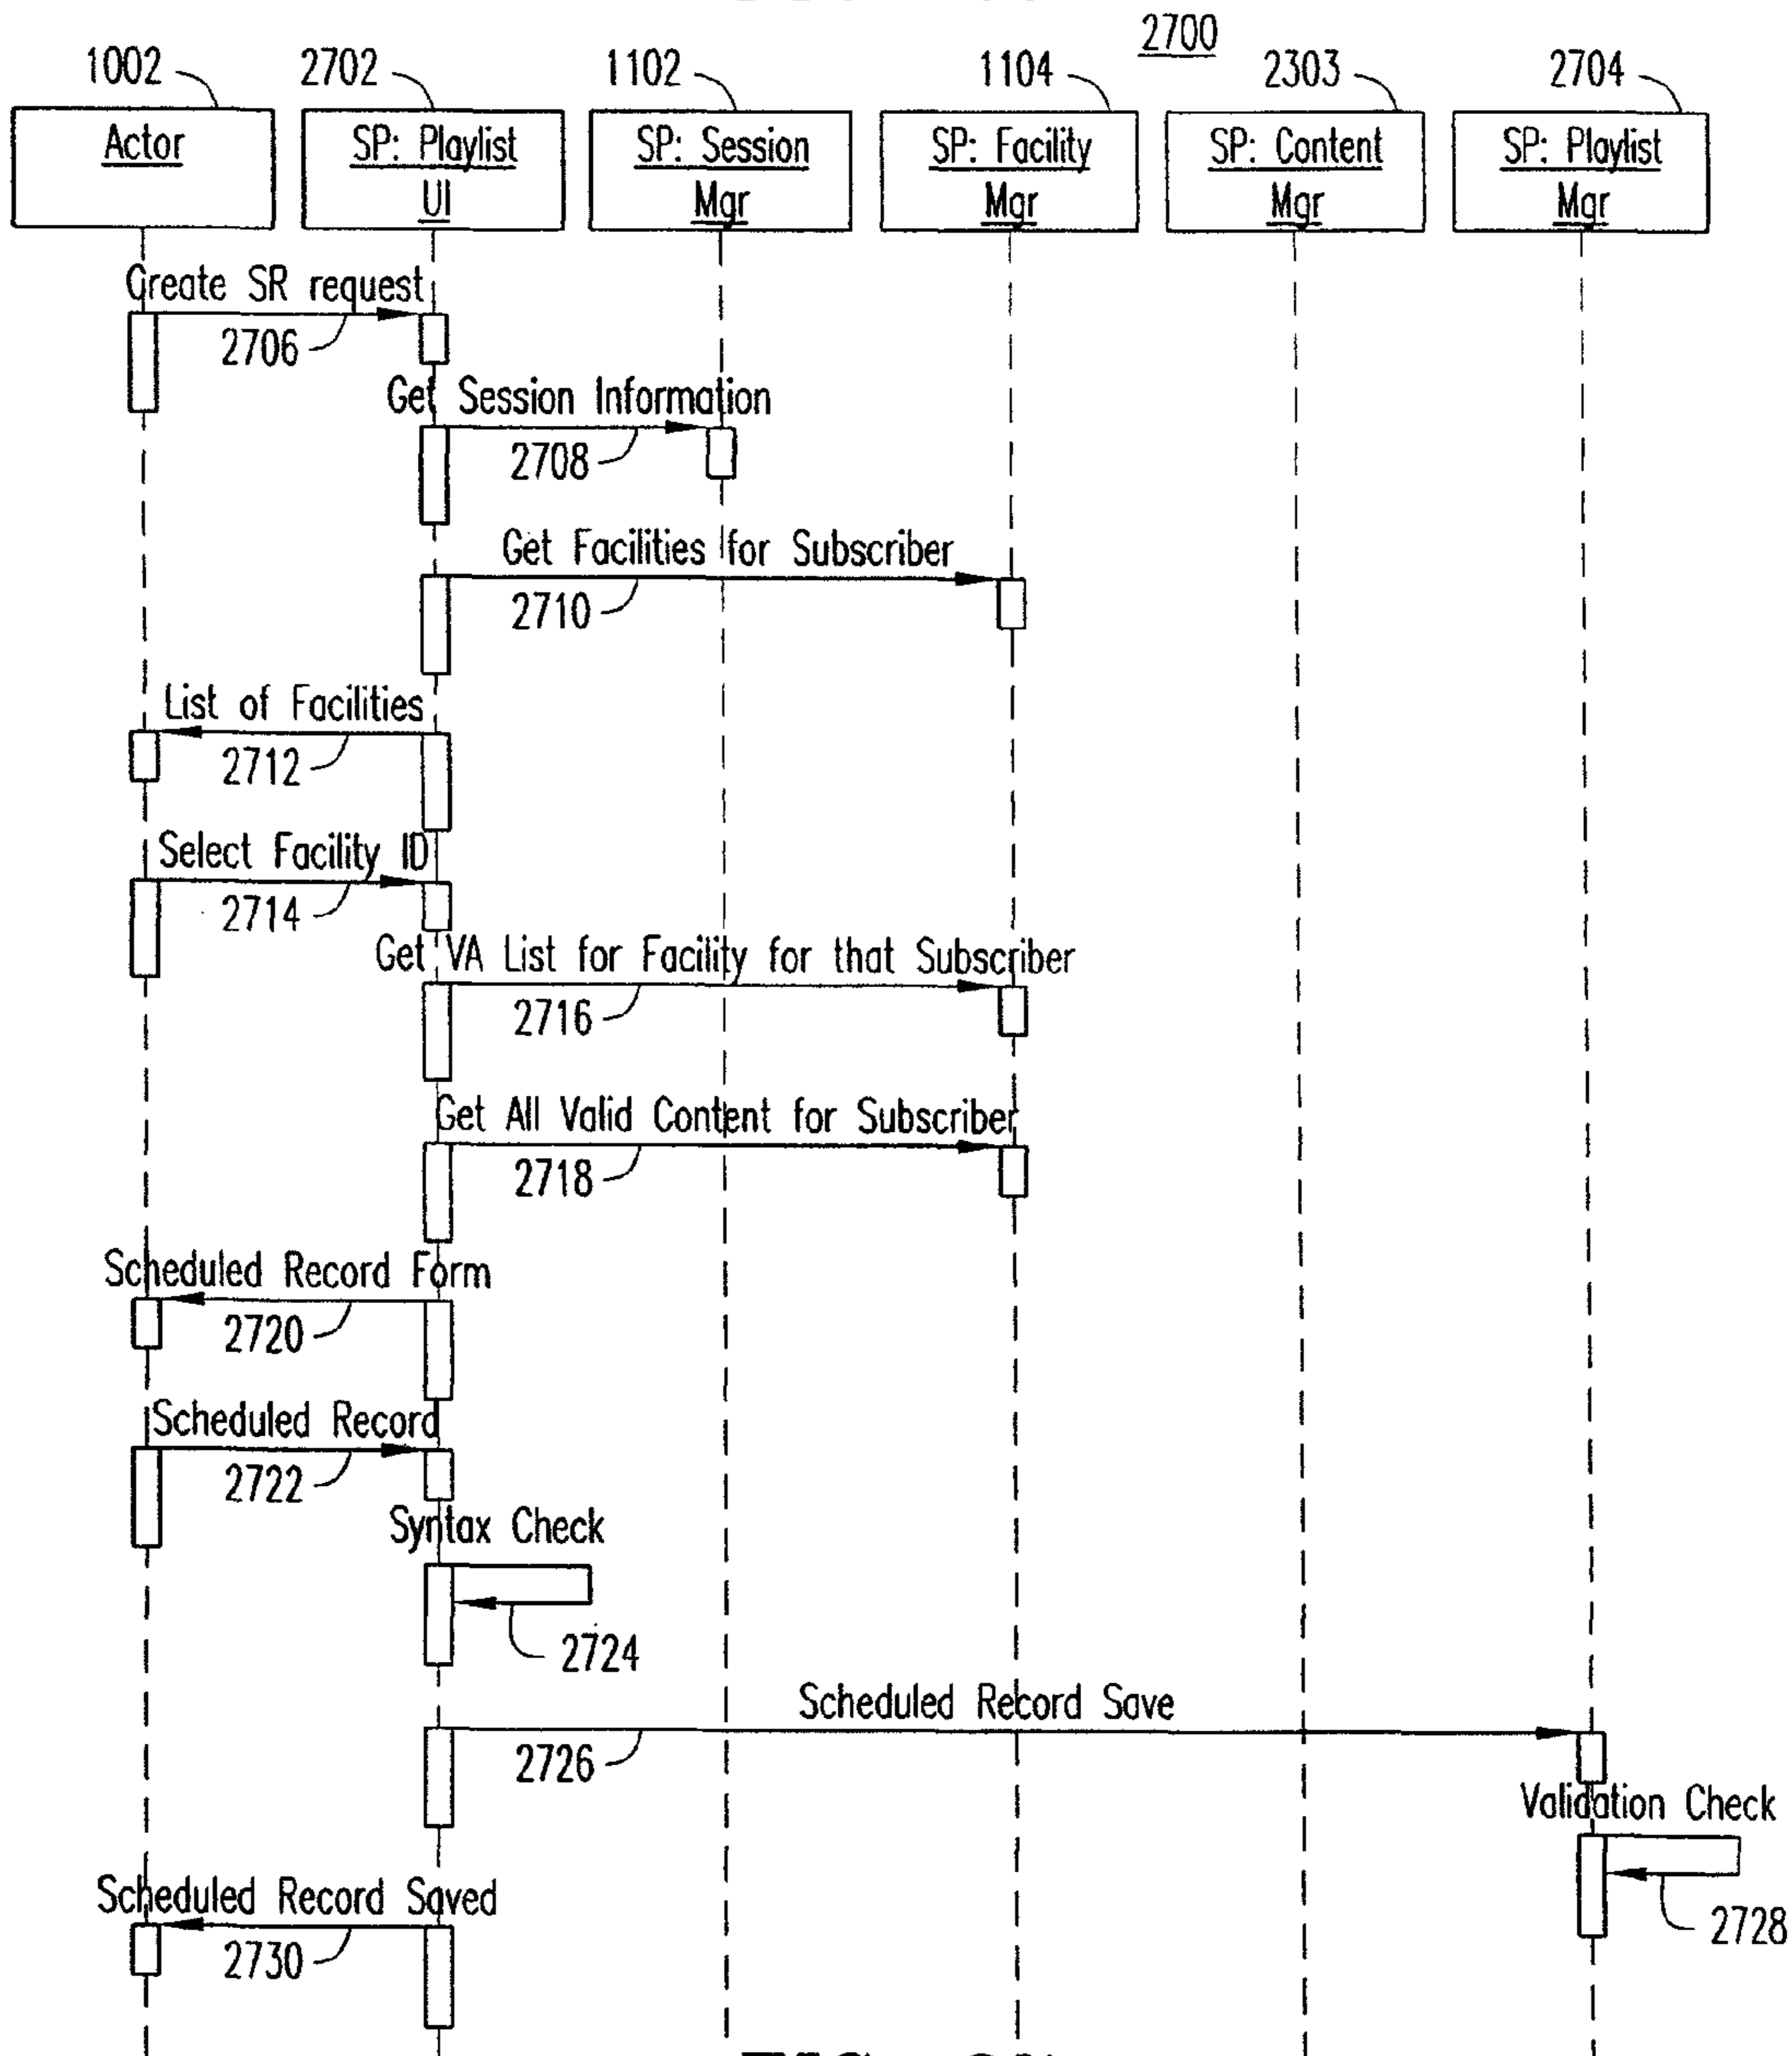 2700
1002
2702
1102
1104
2303
2704
Actor
SP: Playlist
UI
SP: Session
Mgr
SP: Facility
Mgr
SP: Content
Mgr
SP: Playlist
Mgr
Create SR request
2706
Get Session Information
2708
Get Facilities for Subscriber
2710
List of Facilities
2712
Select Facility ID
2714
Get VA List for Facility for that Subscriber
2716
Get All Valid Content for Subscriber
2718
Scheduled Record Form
2720
Scheduled Record
2722
Syntax Check
2724
Scheduled Record Save
2726
Validation Check
2728
Scheduled Record Saved
2730